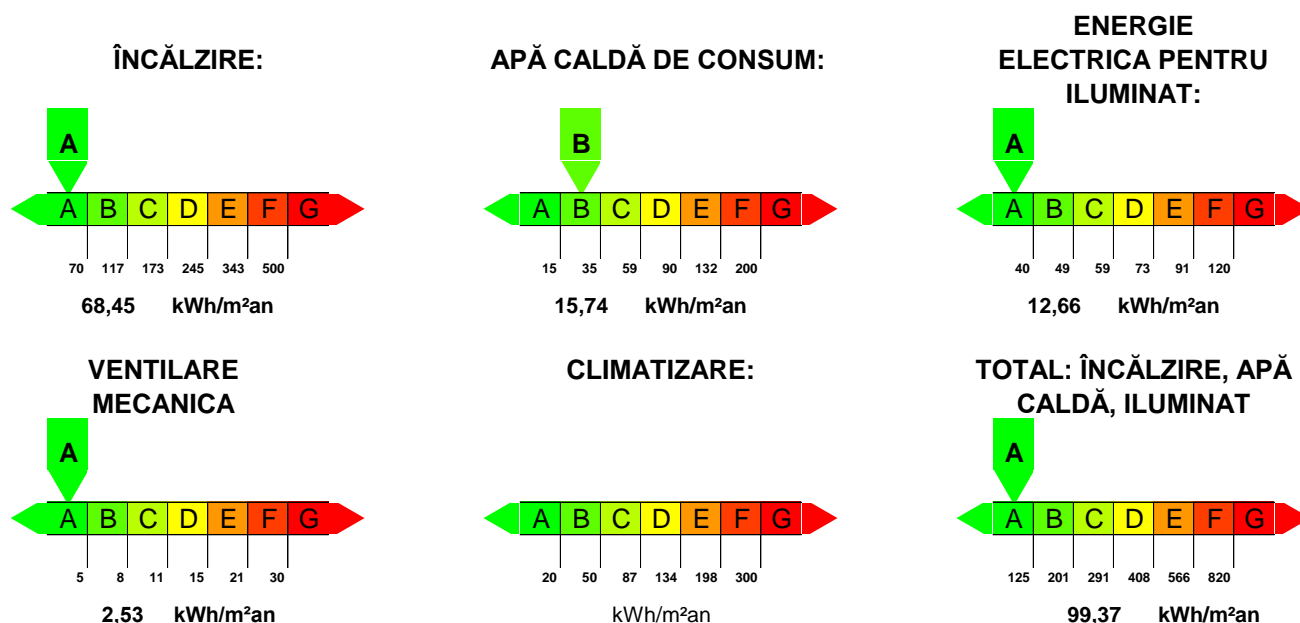 ÎNCĂLZIRE:
A
A B C D E F G
70 117 173 245 343 500
68,45 kWh/m²an
APĂ CALDĂ DE CONSUM:
B
A B C D E F G
15 35 59 90 132 200
15,74 kWh/m²an
ENERGIE
ELECTRICA PENTRU
ILUMINAT:
A
A B C D E F G
40 49 59 73 91 120
12,66 kWh/m²an
VENTILARE
MECANICA
A
A B C D E F G
5 8 11 15 21 30
2,53 kWh/m²an
CLIMATIZARE:
A B C D E F G
20 50 87 134 198 300
kWh/m²an
TOTAL: ÎNCĂLZIRE, APĂ
CALDĂ, ILUMINAT
A
A B C D E F G
125 201 291 408 566 820
99,37 kWh/m²an